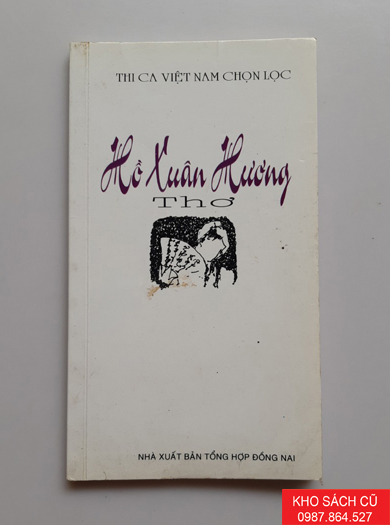 THI CA VIỆT NAM CHỌN LỌC
Hồ Xuân Hương
Thơ
NHÀ XUẤT BẢN TỔNG HỢP ĐỒNG NAI
KHO SÁCH CŨ
0987.864.527